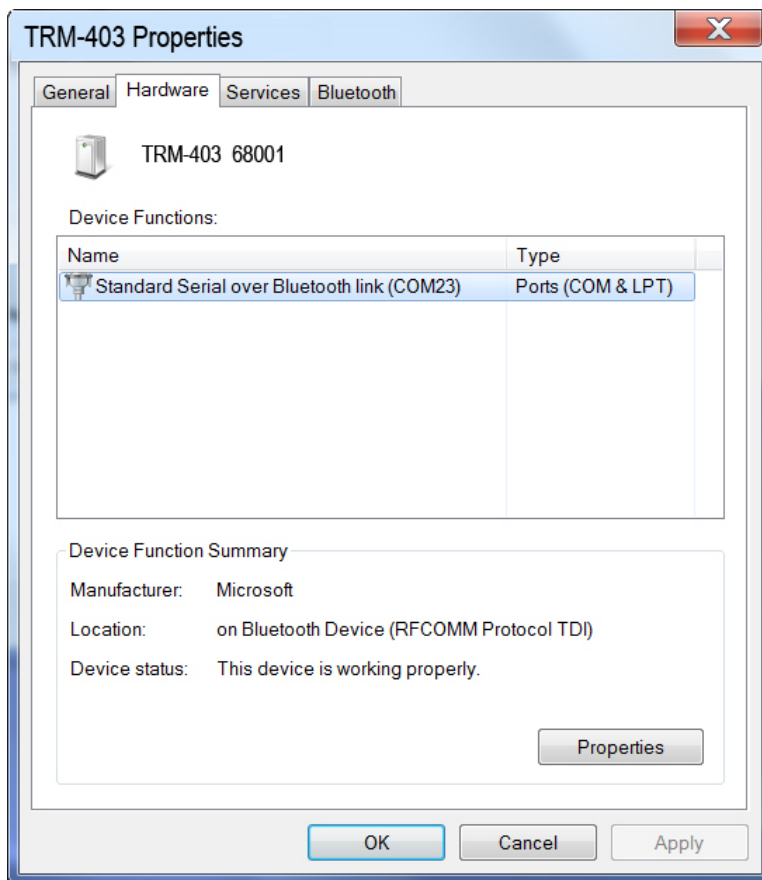 TRM-403 Properties
General Hardware Services Bluetooth
TRM-403 68001
Device Functions:
Name Type
Standard Serial over Bluetooth link (COM23) Ports (COM & LPT)
Device Function Summary
Manufacturer: Microsoft
Location: on Bluetooth Device (RFCOMM Protocol TDI)
Device status: This device is working properly.
Properties
OK Cancel Apply